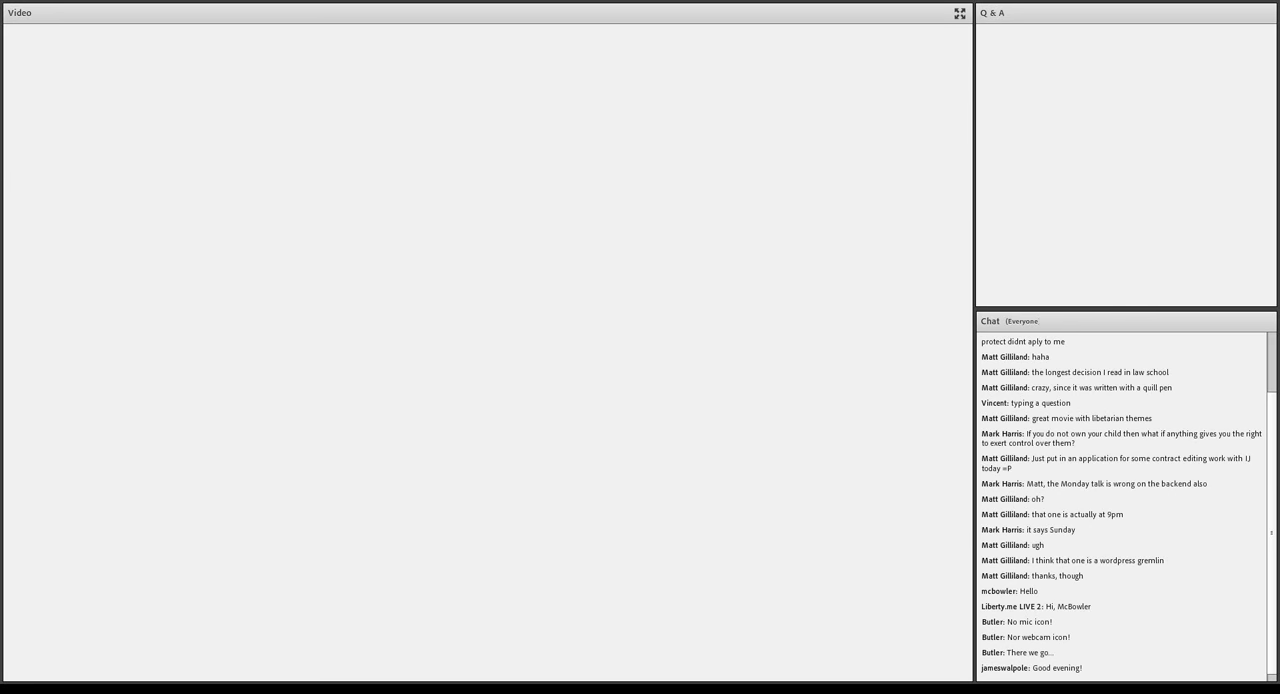 Video
Q & A
Chat (Everyone)
protect didnt aply to me
Matt Gilliland: haha
Matt Gilliland: the longest decision I read in law school
Matt Gilliland: crazy, since it was written with a quill pen
Vincent: typing a question
Matt Gilliland: great movie with libetarian themes
Mark Harris: If you do not own your child then what if anything gives you the right
to exert control over them?
Matt Gilliland: Just put in an application for some contract editing work with IJ
today =P
Mark Harris: Matt, the Monday talk is wrong on the backend also
Matt Gilliland: oh?
Matt Gilliland: that one is actually at 9pm
Mark Harris: it says Sunday
Matt Gilliland: ugh
Matt Gilliland: I think that one is a wordpress gremlin
Matt Gilliland: thanks, though
mcbowler: Hello
Liberty.me LIVE 2: Hi, McBowler
Butler: No mic icon!
Butler: Nor webcam icon!
Butler: There we go...
jameswalpole: Good evening!